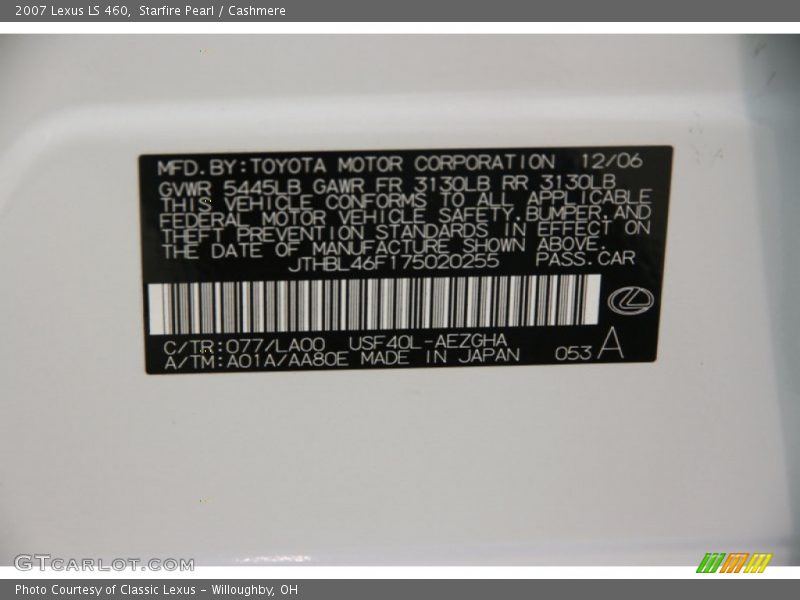 2007 Lexus LS 460,  Starfire Pearl / Cashmere
MFD.BY:TOYOTA MOTOR CORPORATION 12/06
GVWR 5445LB GAWR FR 3130LB RR 3130LB
THIS VEHICLE CONFORMS TO ALL APPLICABLE
FEDERAL MOTOR VEHICLE SAFETY,BUMPER,AND
THEFT PREVENTION STANDARDS IN EFFECT ON
THE DATE OF MANUFACTURE SHOWN ABOVE.
JTHBL46F175020255 PASS.CAR
C/TR:077/LA00 USF40L-AEZGHA
A/TM:A01A/AA80E MADE IN JAPAN 053 A
GTCARLOT.COM
Photo Courtesy of Classic Lexus - Willoughby, OH